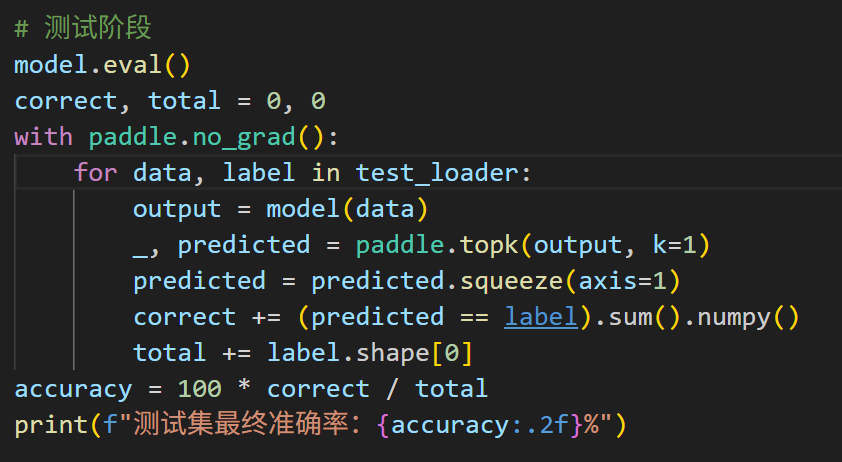 # 测试阶段
model.eval()
correct, total = 0, 0
with paddle.no_grad():
    for data, label in test_loader:
        output = model(data)
        _, predicted = paddle.topk(output, k=1)
        predicted = predicted.squeeze(axis=1)
        correct += (predicted == label).sum().numpy()
        total += label.shape[0]
accuracy = 100 * correct / total
print(f"测试集最终准确率: {accuracy:.2f}%")